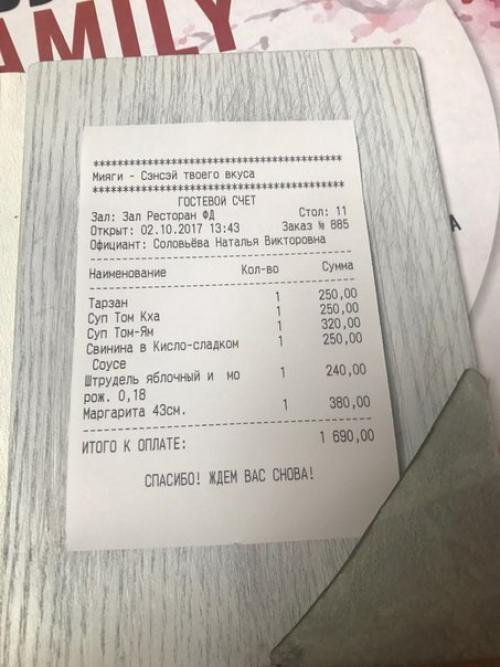 AMILY
****************************************
Мияги - Сэнсэй твоего вкуса
****************************************
ГОСТЕВОЙ СЧЕТ
Зал: Зал Ресторан ФД Стол: 11
Открыт: 02.10.2017 13:43 Заказ № 885
Официант: Соловьёва Наталья Викторовна
----------------------------------------
Наименование Кол-во Сумма
----------------------------------------
Тарзан 1 250,00
Суп Том Кха 1 250,00
Суп Том-Ям 1 320,00
Свинина в Кисло-сладком 1 250,00
Соусе
Штрудель яблочный и мо 1 240,00
рож. 0,18
Маргарита 43см. 1 380,00
----------------------------------------
ИТОГО К ОПЛАТЕ: 1 690,00
СПАСИБО! ЖДЕМ ВАС СНОВА!